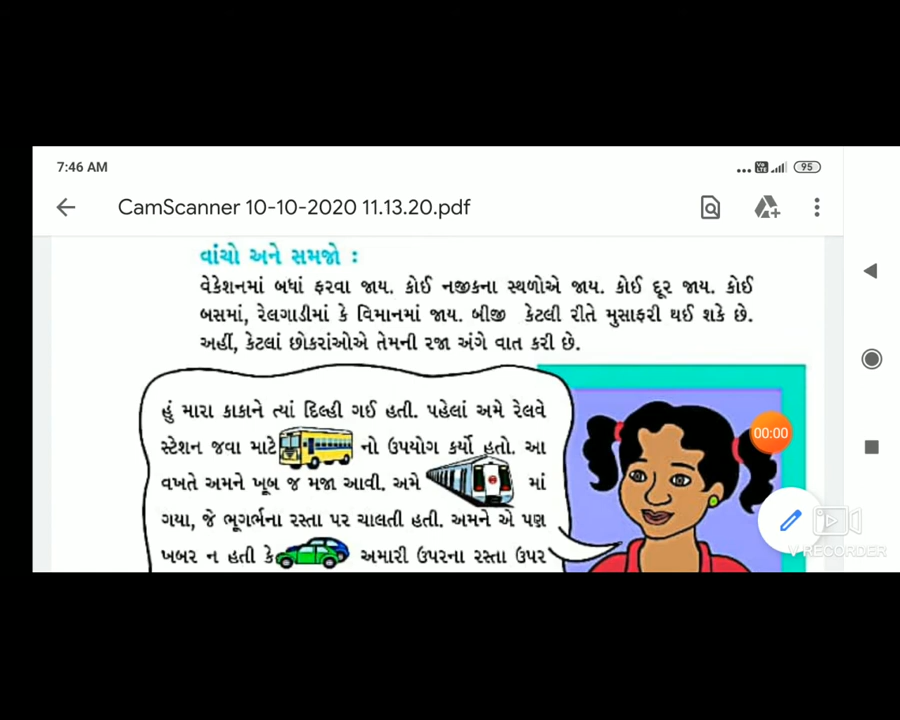 7:46 AM
Vo LTE 95
CamScanner 10-10-2020 11.13.20.pdf
વાંચો અને સમજો :
વેકેશનમાં બધાં ફરવા જાય. કોઈ નજીકના સ્થળોએ જાય. કોઈ દૂર જાય. કોઈ
બસમાં, રેલગાડીમાં કે વિમાનમાં જાય. બીજી કેટલી રીતે મુસાફરી થઈ શકે છે.
અહીં, કેટલાં છોકરાંઓએ તેમની રજા અંગે વાત કરી છે.
હું મારા કાકાને ત્યાં દિલ્હી ગઈ હતી. પહેલાં અમે રેલવે
સ્ટેશન જવા માટે નો ઉપયોગ કર્યો હતો. આ
વખતે અમને ખૂબ જ મજા આવી. અમે માં
ગયા, જે ભૂગર્ભના રસ્તા પર ચાલતી હતી. અમને એ પણ
ખબર ન હતી કે અમારી ઉપરના રસ્તા ઉપર
00:00
V RECORDER